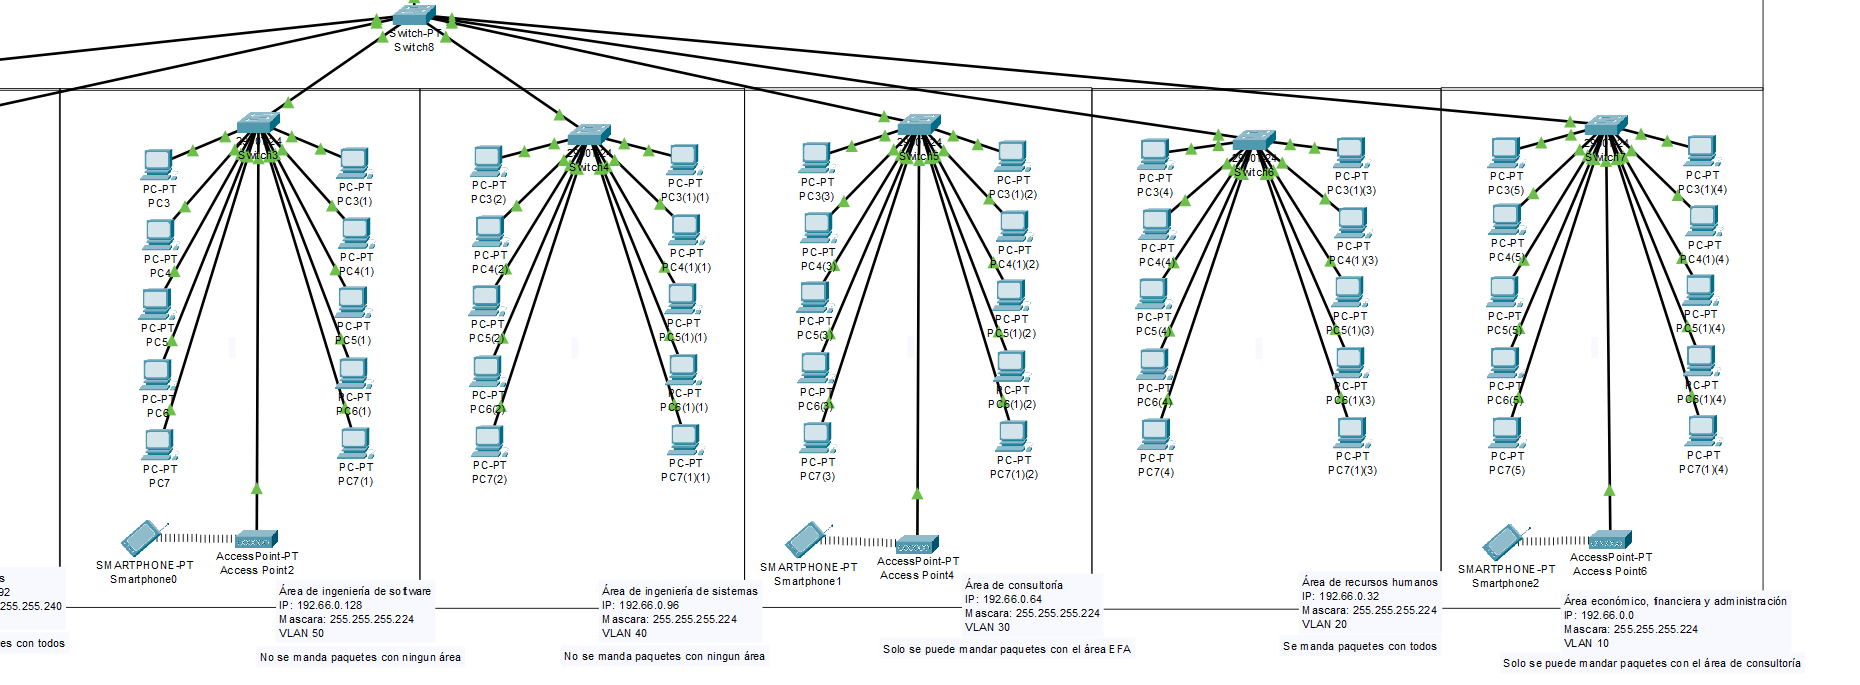 Switch-PT
Switch8
Switch3
PC-PT
PC3
PC-PT
PC3(1)
PC-PT
PC4
PC-PT
PC4(1)
PC-PT
PC5
PC-PT
PC5(1)
PC-PT
PC6
PC-PT
PC6(1)
PC-PT
PC7
PC-PT
PC7(1)
SMARTPHONE-PT
Smartphone0
AccessPoint-PT
Access Point2
Switch4
PC-PT
PC3(2)
PC-PT
PC3(1)(1)
PC-PT
PC4(2)
PC-PT
PC4(1)(1)
PC-PT
PC5(2)
PC-PT
PC5(1)(1)
PC-PT
PC6(2)
PC-PT
PC6(1)(1)
PC-PT
PC7(2)
PC-PT
PC7(1)(1)
Switch5
PC-PT
PC3(3)
PC-PT
PC3(1)(2)
PC-PT
PC4(3)
PC-PT
PC4(1)(2)
PC-PT
PC5(3)
PC-PT
PC5(1)(2)
PC-PT
PC6(3)
PC-PT
PC6(1)(2)
PC-PT
PC7(3)
PC-PT
PC7(1)(2)
SMARTPHONE-PT
Smartphone1
AccessPoint-PT
Access Point4
Switch6
PC-PT
PC3(4)
PC-PT
PC3(1)(3)
PC-PT
PC4(4)
PC-PT
PC4(1)(3)
PC-PT
PC5(4)
PC-PT
PC5(1)(3)
PC-PT
PC6(4)
PC-PT
PC6(1)(3)
PC-PT
PC7(4)
PC-PT
PC7(1)(3)
Switch7
PC-PT
PC3(5)
PC-PT
PC3(1)(4)
PC-PT
PC4(5)
PC-PT
PC4(1)(4)
PC-PT
PC5(5)
PC-PT
PC5(1)(4)
PC-PT
PC6(5)
PC-PT
PC6(1)(4)
PC-PT
PC7(5)
PC-PT
PC7(1)(4)
SMARTPHONE-PT
Smartphone2
AccessPoint-PT
Access Point6
s
92
255.255.240
es con todos
Área de ingeniería de software
IP: 192.66.0.128
Mascara: 255.255.255.224
VLAN 50
No se manda paquetes con ningun área
Área de ingeniería de sistemas
IP: 192.66.0.96
Mascara: 255.255.255.224
VLAN 40
No se manda paquetes con ningún área
Área de consultoría
IP: 192.66.0.64
Mascara: 255.255.255.224
VLAN 30
Solo se puede mandar paquetes con el área EFA
Área de recursos humanos
IP: 192.66.0.32
Mascara: 255.255.255.224
VLAN 20
Se manda paquetes con todos
Área económico, financiera y administración
IP: 192.66.0.0
Mascara: 255.255.255.224
VLAN 10
Solo se puede mandar paquetes con el área de consultoría